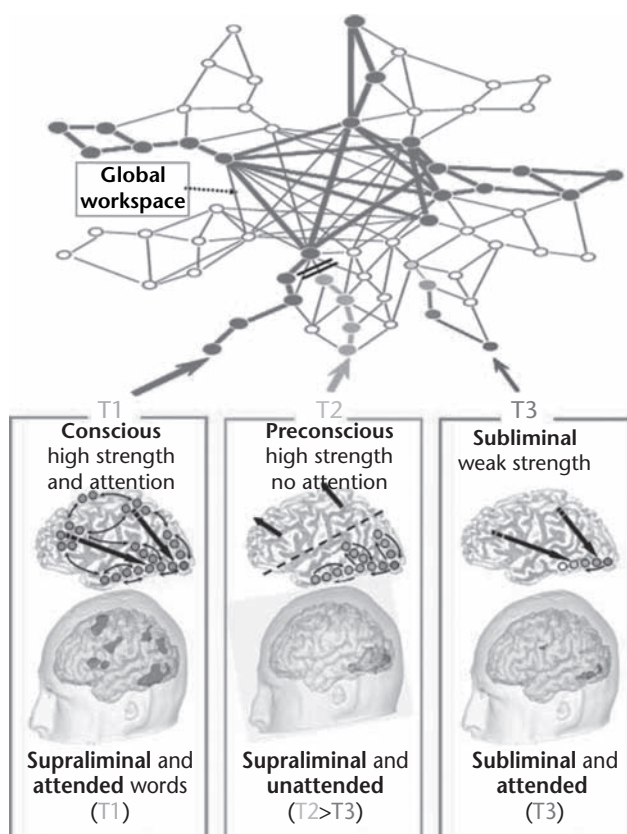 Global
workspace
T1
Conscious
high strength
and attention
T2
Preconscious
high strength
no attention
T3
Subliminal
weak strength
Supraliminal and
attended words
(T1)
Supraliminal and
unattended
(T2>T3)
Subliminal and
attended
(T3)